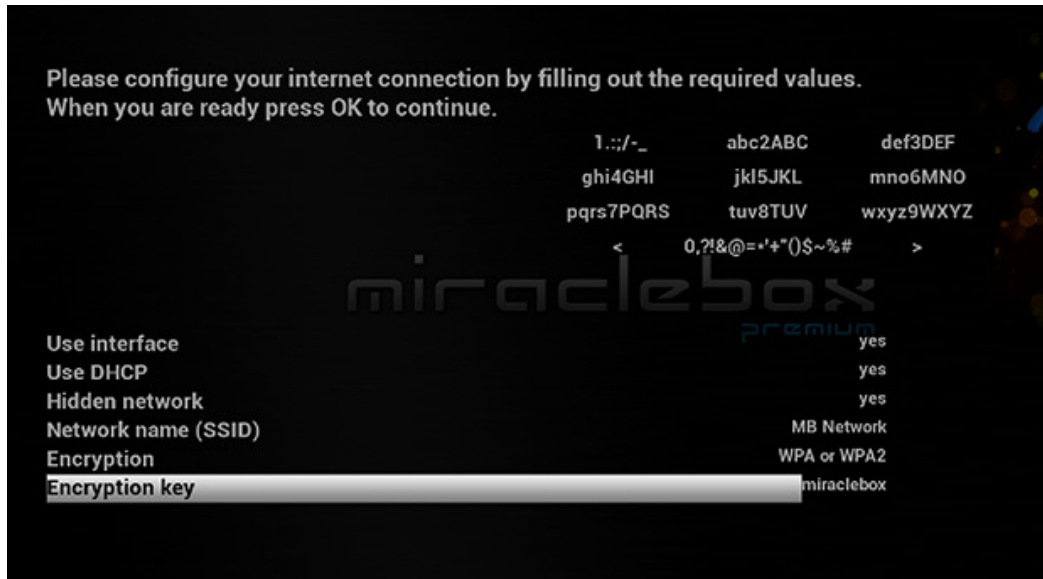 Please configure your internet connection by filling out the required values.
When you are ready press OK to continue.
1.:;/-_ abc2ABC def3DEF
ghi4GHI jkl5JKL mno6MNO
pqrs7PQRS tuv8TUV wxyz9WXYZ
< 0,?!&@=*'+"()$~%# >
miraclebox
premium
Use interface yes
Use DHCP yes
Hidden network yes
Network name (SSID) MB Network
Encryption WPA or WPA2
Encryption key miraclebox